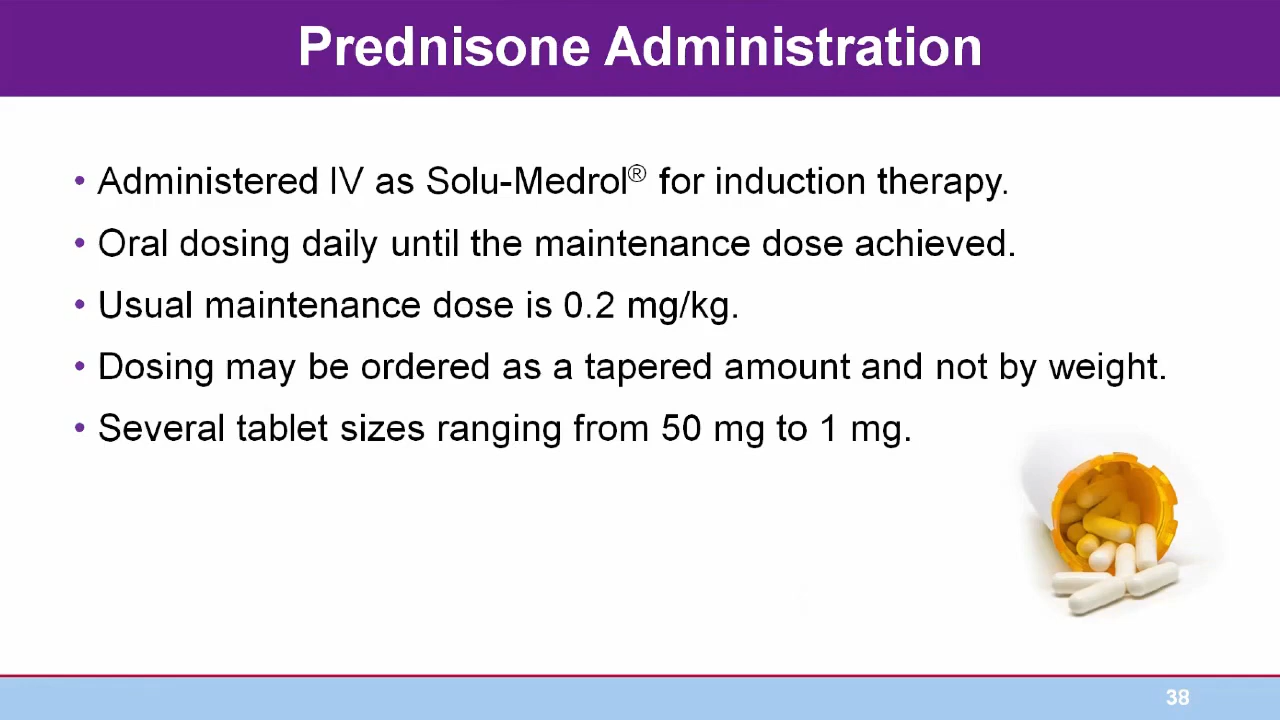 Prednisone Administration
• Administered IV as Solu-Medrol® for induction therapy.
• Oral dosing daily until the maintenance dose achieved.
• Usual maintenance dose is 0.2 mg/kg.
• Dosing may be ordered as a tapered amount and not by weight.
• Several tablet sizes ranging from 50 mg to 1 mg.
38